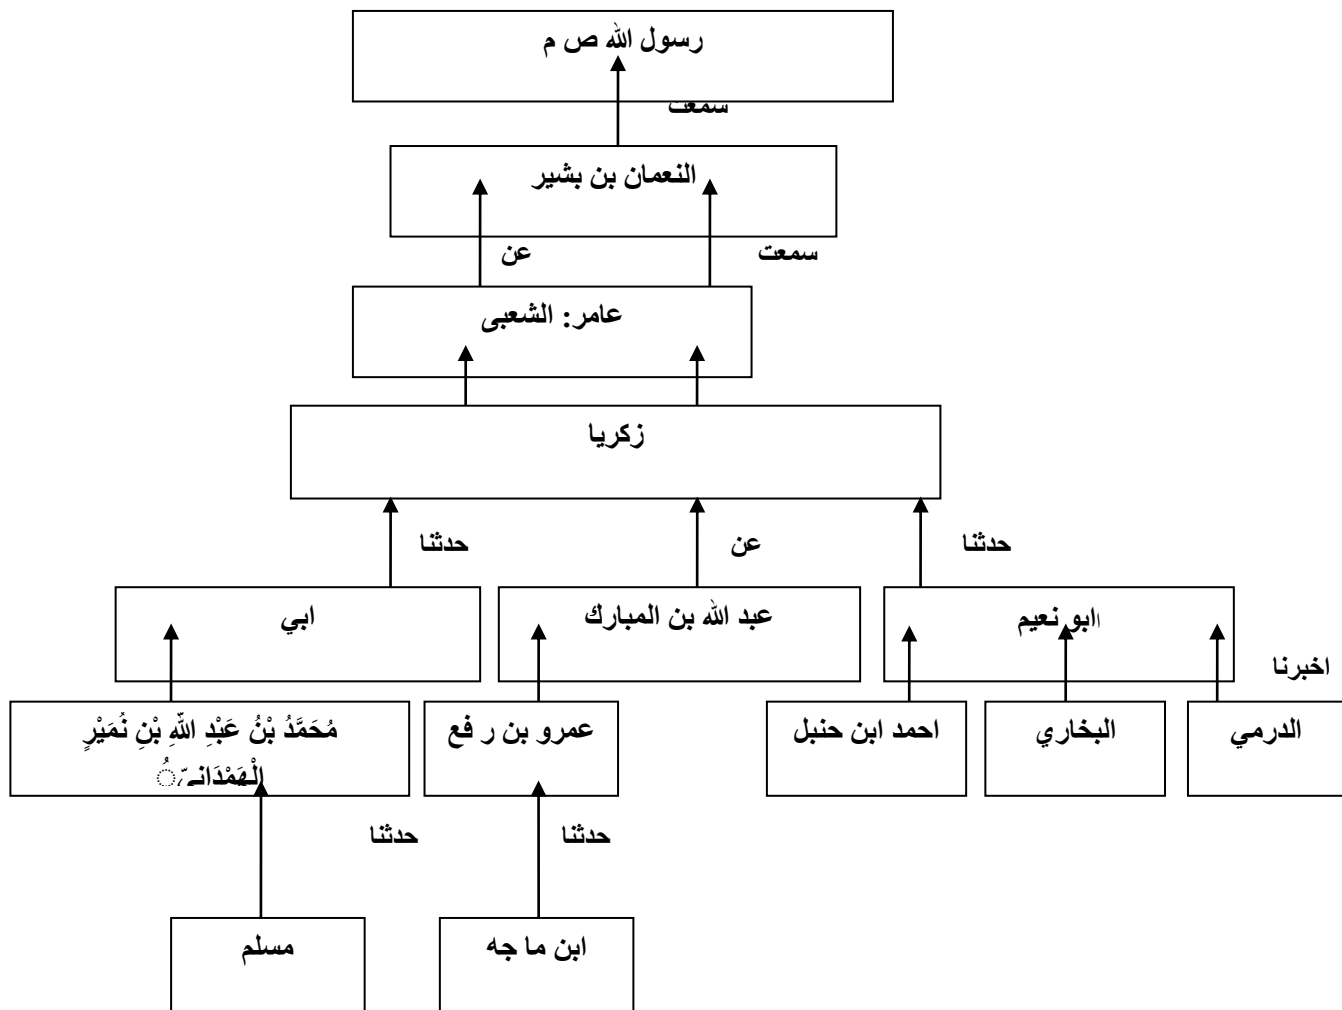 رسول الله ص م
سمعت
النعمان بن بشير
سمعت
عن
عامر: الشعبى
زكريا
حدثنا
عن
حدثنا
ابو نعيم
عبد الله بن المبارك
ابي
اخبرنا
الدرمي
البخاري
احمد ابن حنبل
عمرو بن ر فع
مُحَمَّدُ بْنُ عَبْدِ اللَّهِ بْنِ نُمَيْرٍ
الْهَمْدَانِيُّ
حدثنا
حدثنا
ابن ما جه
مسلم